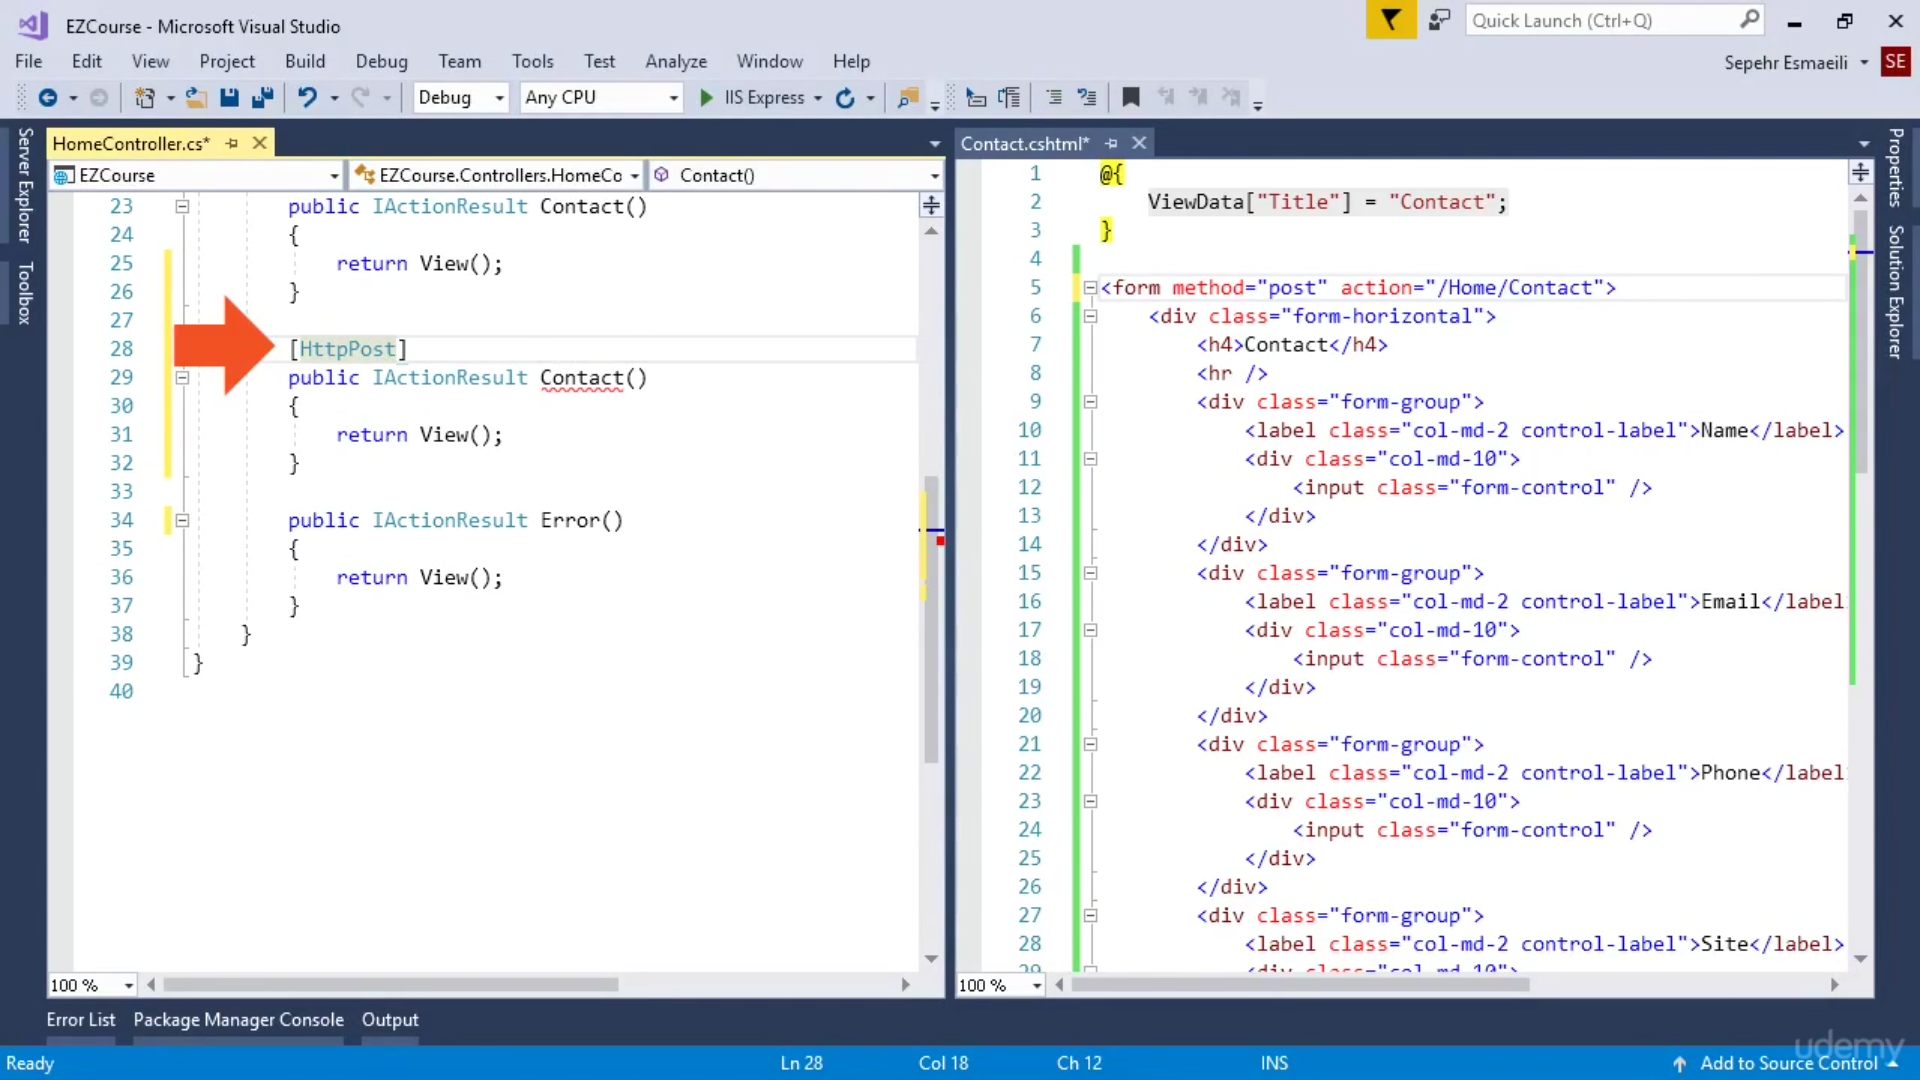 EZCourse - Microsoft Visual Studio
Quick Launch (Ctrl+Q)
File Edit View Project Build Debug Team Tools Test Analyze Window Help
Sepehr Esmaeili SE
Debug Any CPU IIS Express
Server Explorer
Toolbox
HomeController.cs*
EZCourse EZCourse.Controllers.HomeCo Contact()
23 public IActionResult Contact()
24 {
25 return View();
26 }
27
28 [HttpPost]
29 public IActionResult Contact()
30 {
31 return View();
32 }
33
34 public IActionResult Error()
35 {
36 return View();
37 }
38 }
39 }
40
100 %
Contact.cshtml*
1 @{
2 ViewData["Title"] = "Contact";
3 }
4
5 <form method="post" action="/Home/Contact">
6 <div class="form-horizontal">
7 <h4>Contact</h4>
8 <hr />
9 <div class="form-group">
10 <label class="col-md-2 control-label">Name</label>
11 <div class="col-md-10">
12 <input class="form-control" />
13 </div>
14 </div>
15 <div class="form-group">
16 <label class="col-md-2 control-label">Email</label
17 <div class="col-md-10">
18 <input class="form-control" />
19 </div>
20 </div>
21 <div class="form-group">
22 <label class="col-md-2 control-label">Phone</label
23 <div class="col-md-10">
24 <input class="form-control" />
25 </div>
26 </div>
27 <div class="form-group">
28 <label class="col-md-2 control-label">Site</label>
29 <div class="col-md-10">
100 %
Properties
Solution Explorer
Error List Package Manager Console Output
Ready Ln 28 Col 18 Ch 12 INS Add to Source Control
udemy